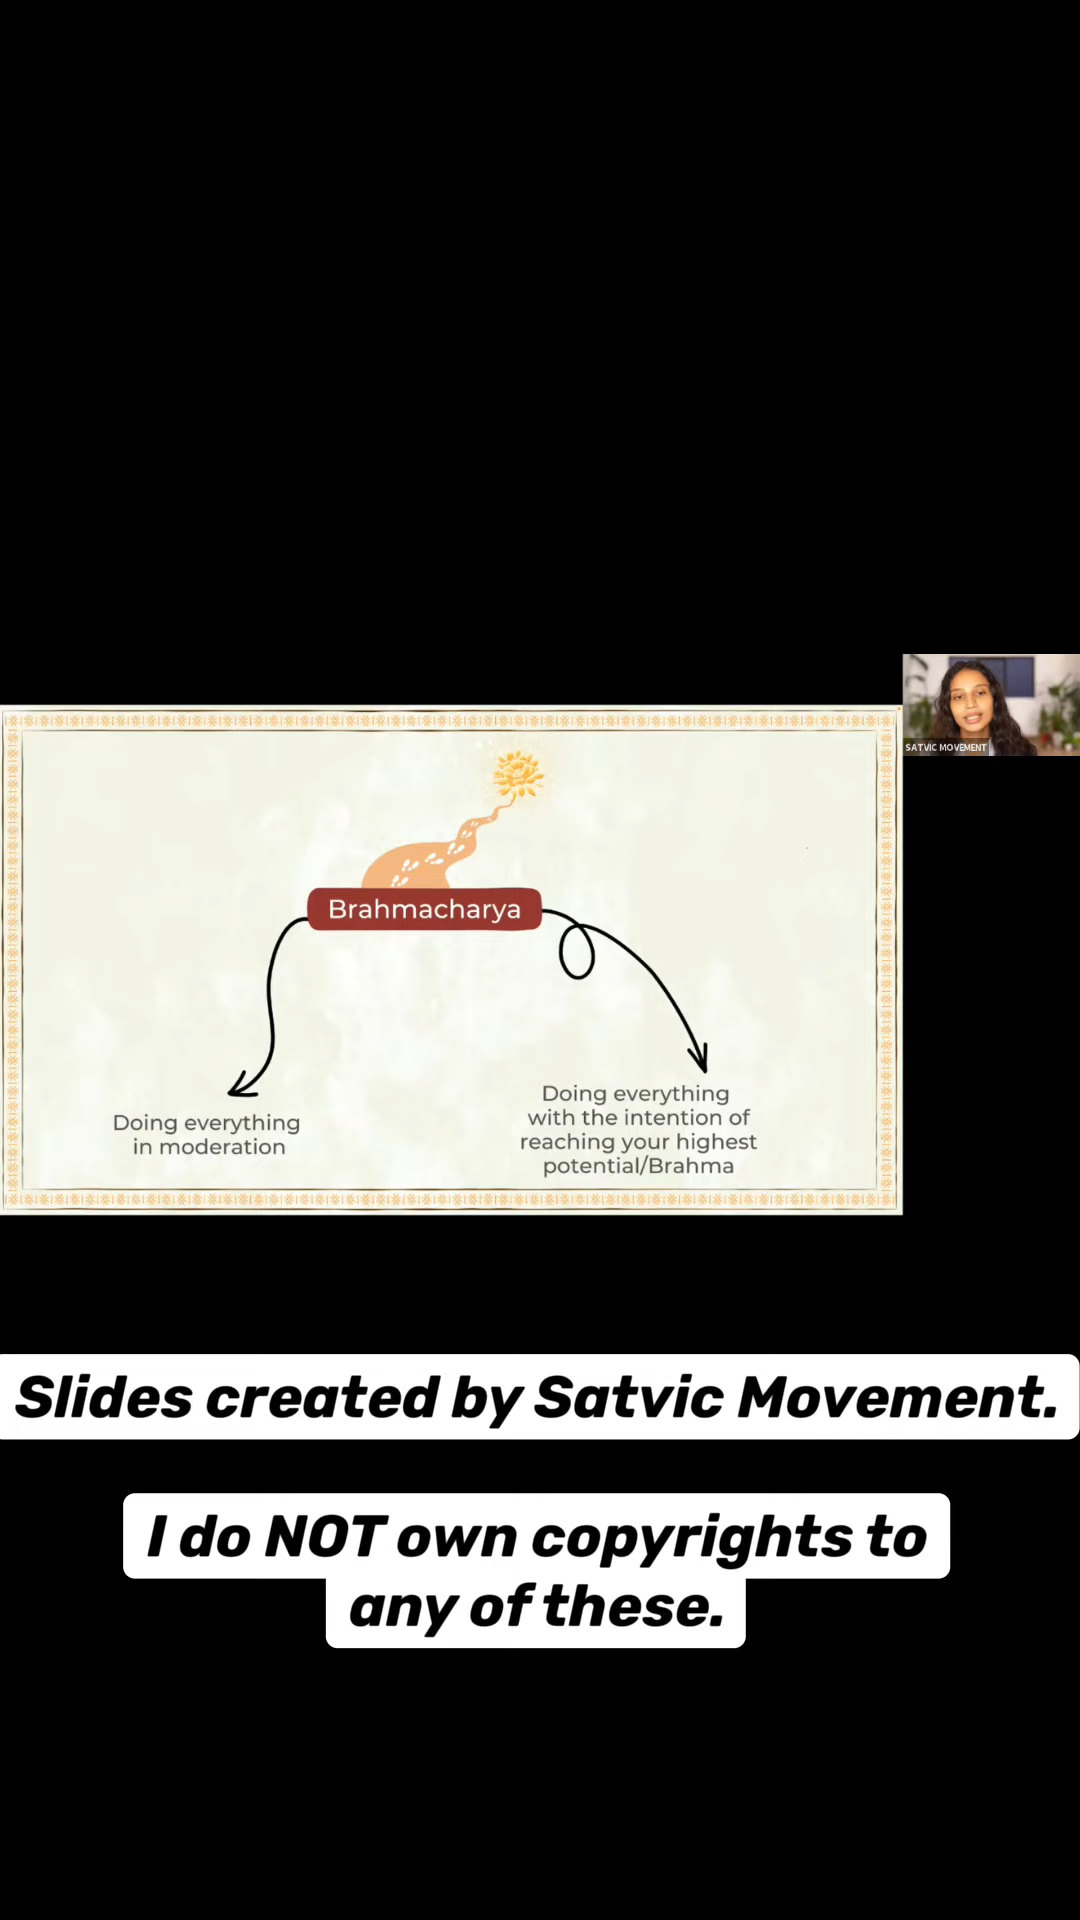 SATVIC MOVEMENT
Brahmacharya
Doing everything
in moderation
Doing everything
with the intention of
reaching your highest
potential/Brahma
Slides created by Satvic Movement.
I do NOT own copyrights to
any of these.